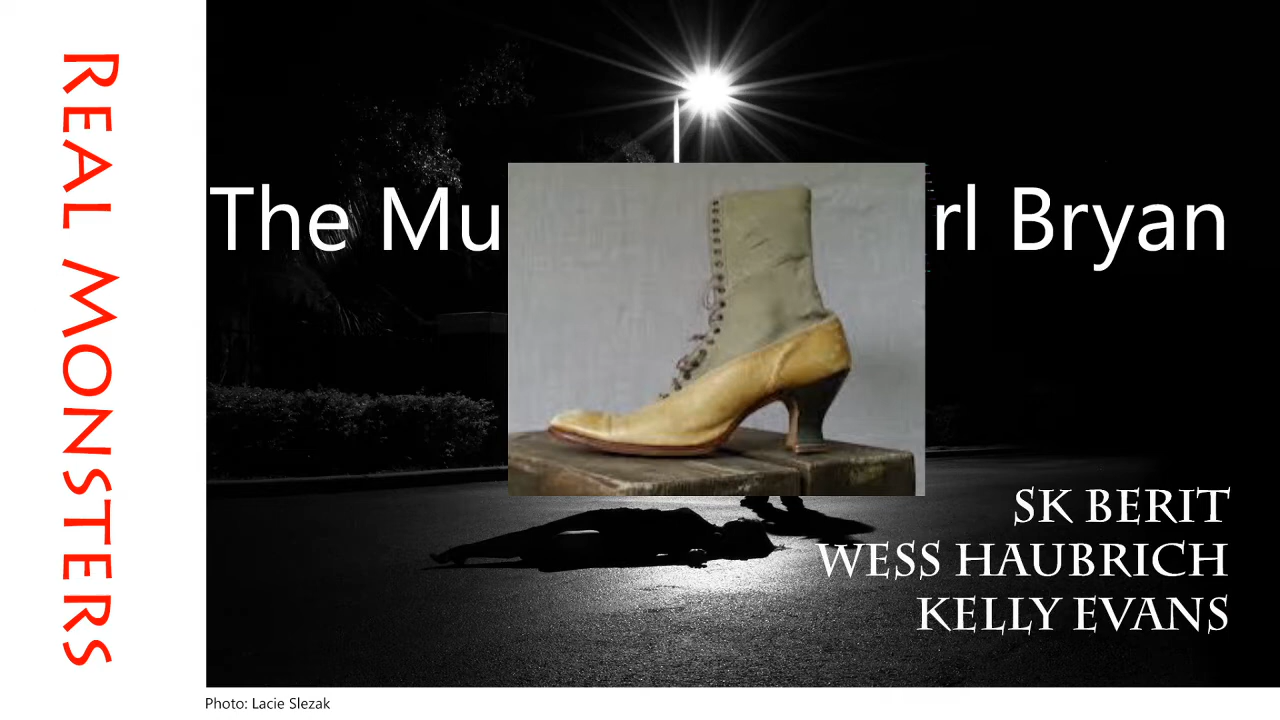 REAL MONSTERS
The Mu rl Bryan
SK BERIT
WESS HAUBRICH
KELLY EVANS
Photo: Lacie Slezak